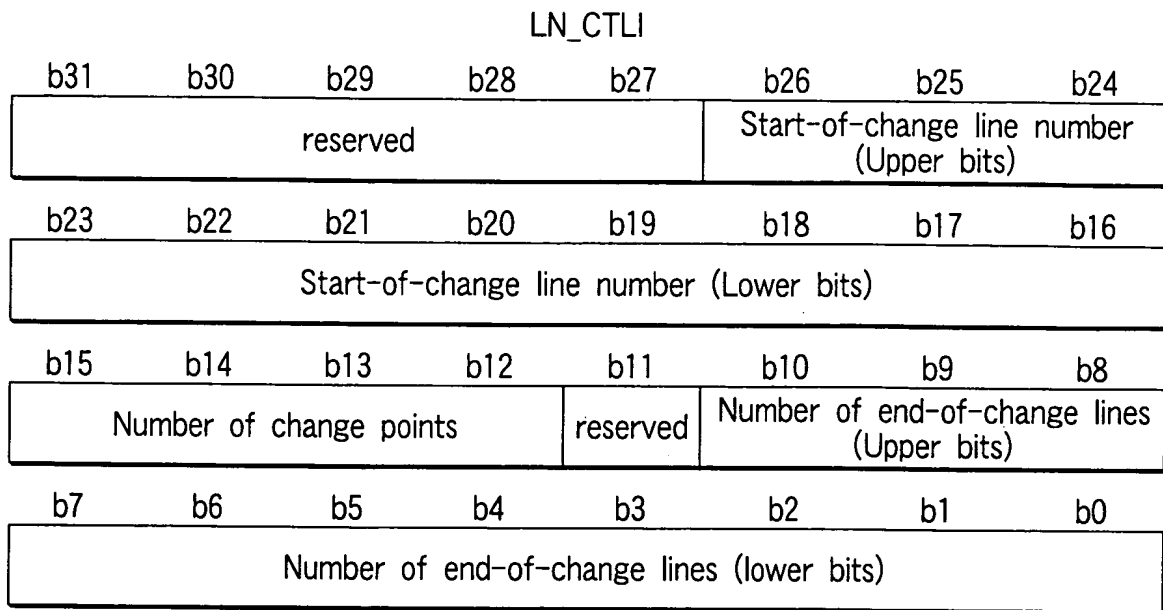 LN_CTLI
b31 b30 b29 b28 b27 b26 b25 b24
reserved
Start-of-change line number
(Upper bits)
b23 b22 b21 b20 b19 b18 b17 b16
Start-of-change line number (Lower bits)
b15 b14 b13 b12 b11 b10 b9 b8
Number of change points
reserved
Number of end-of-change lines
(Upper bits)
b7 b6 b5 b4 b3 b2 b1 b0
Number of end-of-change lines (lower bits)